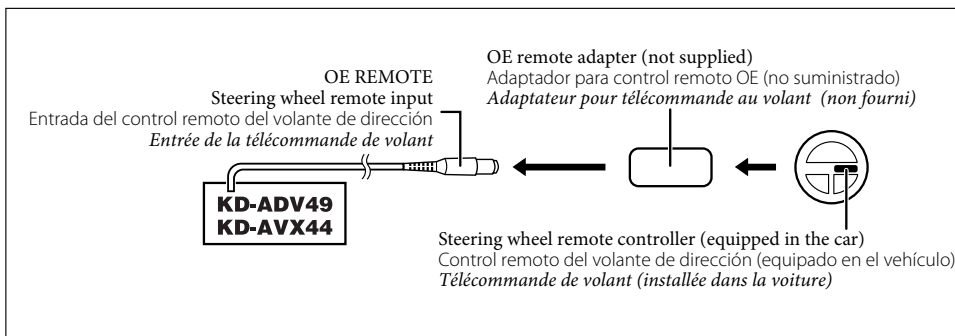 OE REMOTE
Steering wheel remote input
Entrada del control remoto del volante de dirección
Entrée de la télécommande de volant
OE remote adapter (not supplied)
Adaptador para control remoto OE (no suministrado)
Adaptateur pour télécommande au volant (non fourni)
KD-ADV49
KD-AVX44
Steering wheel remote controller (equipped in the car)
Control remoto del volante de dirección (equipado en el vehículo)
Télécommande de volant (installée dans la voiture)